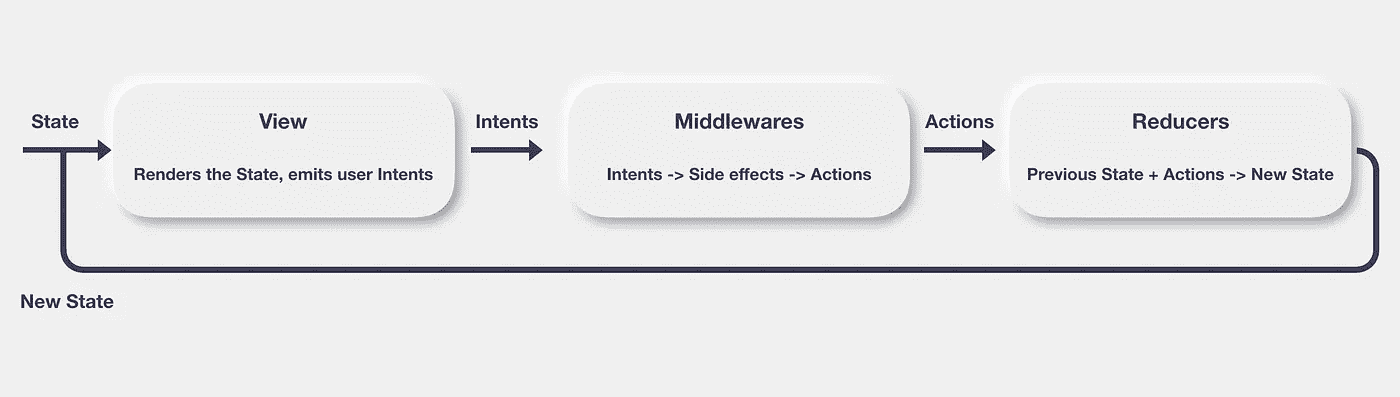 State
View
Renders the State, emits user Intents
Intents
Middlewares
Intents -> Side effects -> Actions
Actions
Reducers
Previous State + Actions -> New State
New State